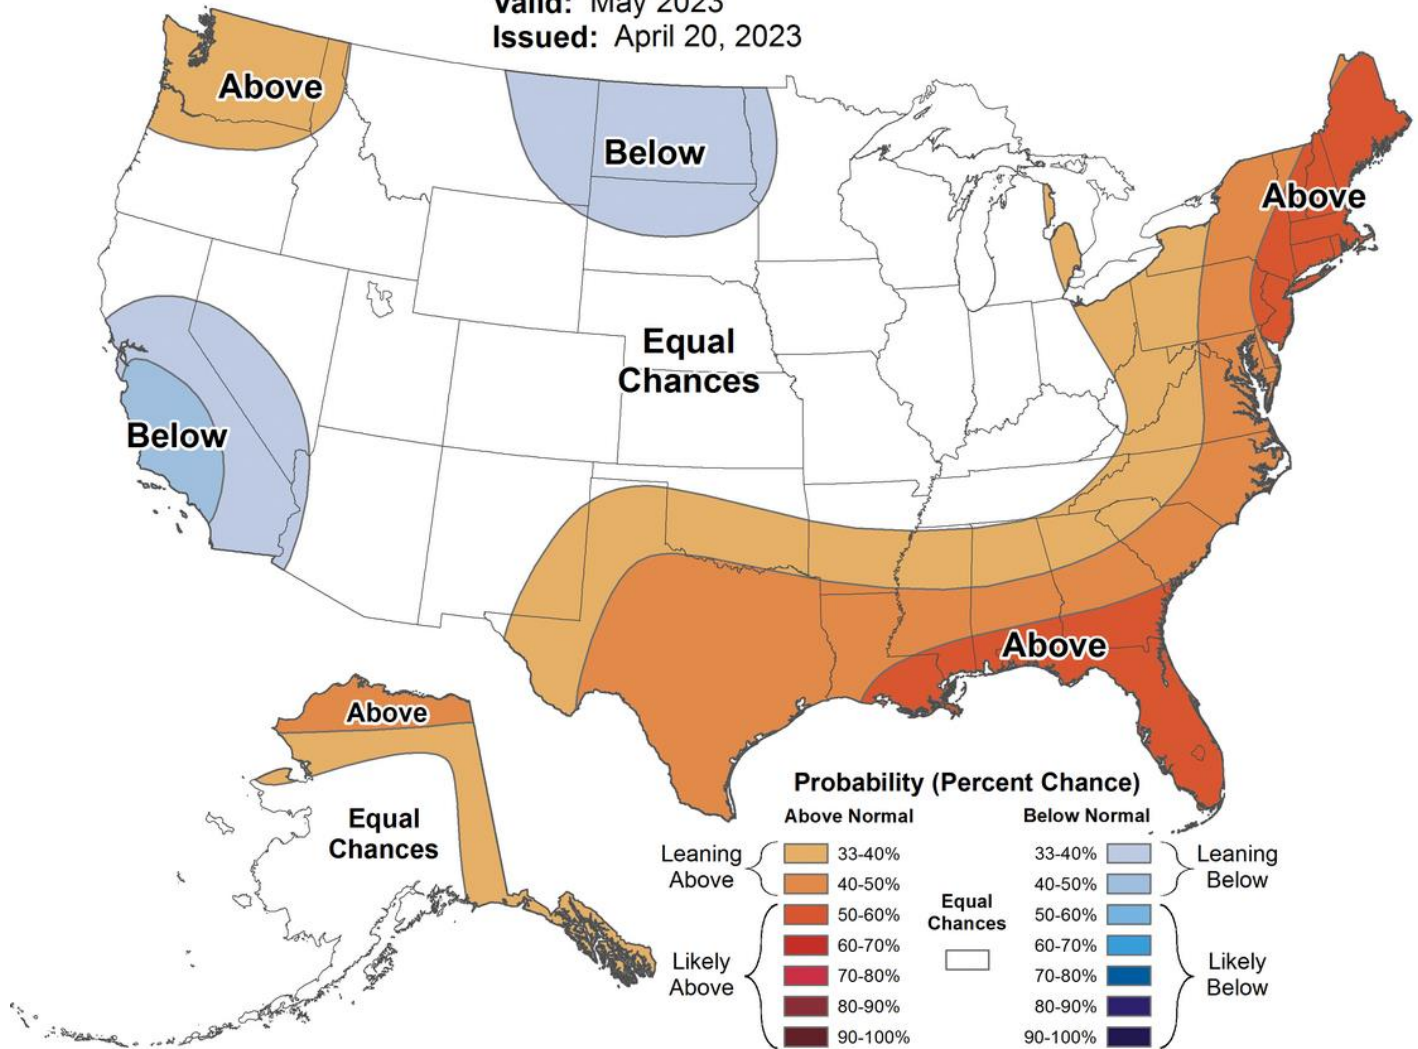 Valid: May 2023
Issued: April 20, 2023
Above
Below
Above
Equal
Chances
Below
Above
Above
Equal
Chances
Probability (Percent Chance)
Above Normal
Below Normal
Leaning
Above
33-40%
40-50%
Likely
Above
50-60%
60-70%
70-80%
80-90%
90-100%
Equal
Chances
33-40%
40-50%
Leaning
Below
50-60%
60-70%
70-80%
80-90%
90-100%
Likely
Below